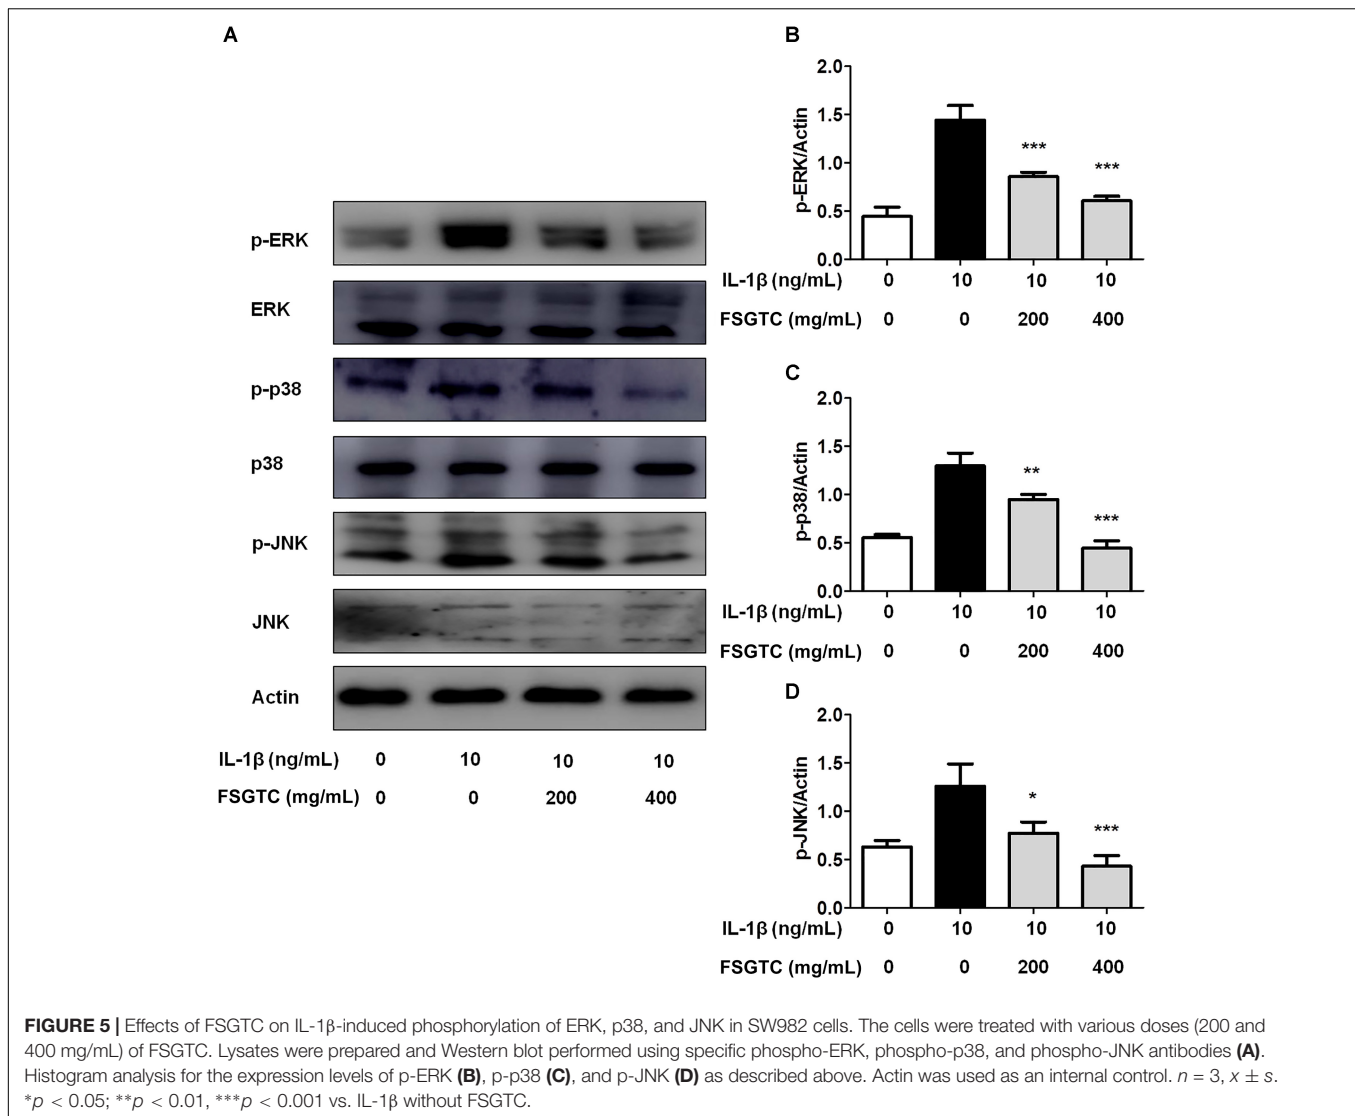 A
p-ERK
ERK
p-p38
p38
p-JNK
JNK
Actin
IL-1β (ng/mL) 0 10 10 10
FSGTC (mg/mL) 0 0 200 400
B
2.0
1.5
1.0
0.5
0.0
p-ERK/Actin
*** ***
IL-1β (ng/mL) 0 10 10 10
FSGTC (mg/mL) 0 0 200 400
C
2.0
1.5
1.0
0.5
0.0
p-p38/Actin
** ***
IL-1β (ng/mL) 0 10 10 10
FSGTC (mg/mL) 0 0 200 400
D
2.0
1.5
1.0
0.5
0.0
p-JNK/Actin
* ***
IL-1β (ng/mL) 0 10 10 10
FSGTC (mg/mL) 0 0 200 400
FIGURE 5 | Effects of FSGTC on IL-1β-induced phosphorylation of ERK, p38, and JNK in SW982 cells. The cells were treated with various doses (200 and
400 mg/mL) of FSGTC. Lysates were prepared and Western blot performed using specific phospho-ERK, phospho-p38, and phospho-JNK antibodies (A).
Histogram analysis for the expression levels of p-ERK (B), p-p38 (C), and p-JNK (D) as described above. Actin was used as an internal control. n = 3, x ± s.
*p < 0.05; **p < 0.01, ***p < 0.001 vs. IL-1β without FSGTC.